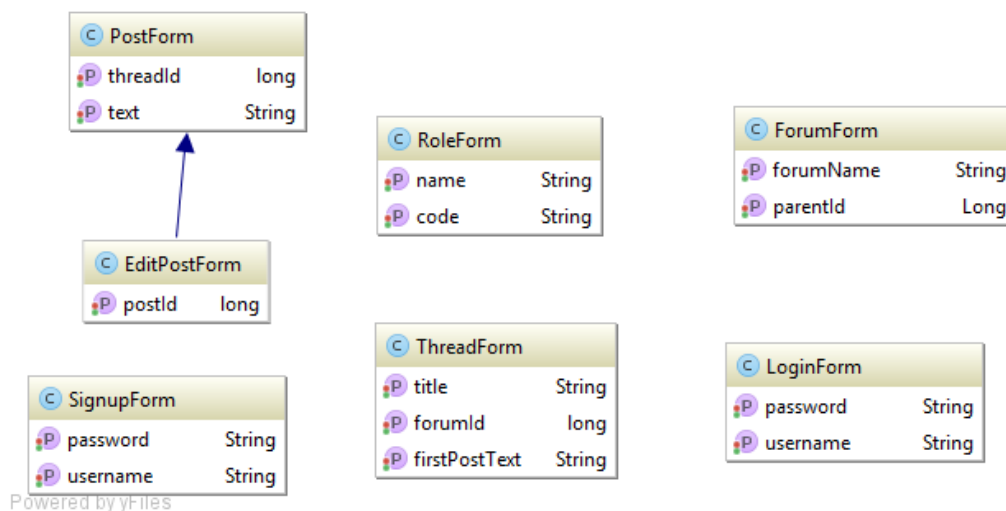 C PostForm
P threadId long
P text String
C RoleForm
P name String
P code String
C ForumForm
P forumName String
P parentId Long
C EditPostForm
P postId long
C SignupForm
P password String
P username String
C ThreadForm
P title String
P forumId long
P firstPostText String
C LoginForm
P password String
P username String
Powered by yFiles